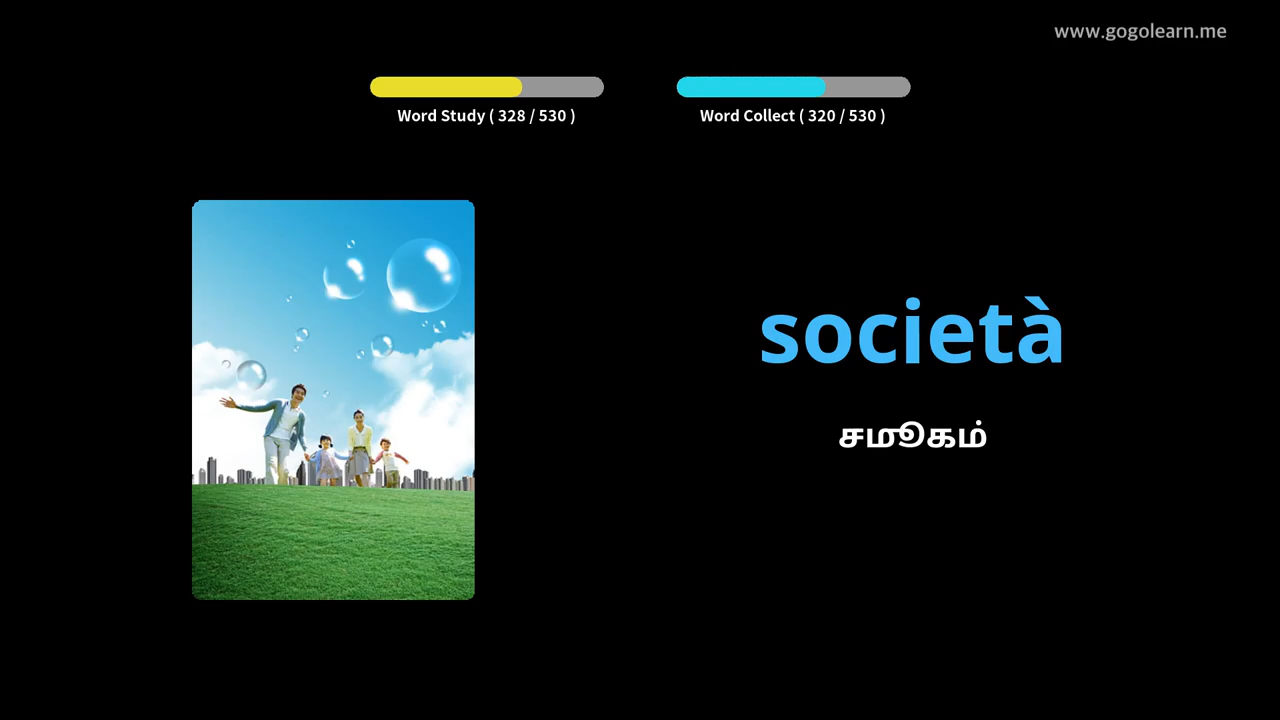 www.gogolearn.me
Word Study ( 328 / 530 )
Word Collect ( 320 / 530 )
società
சமூகம்